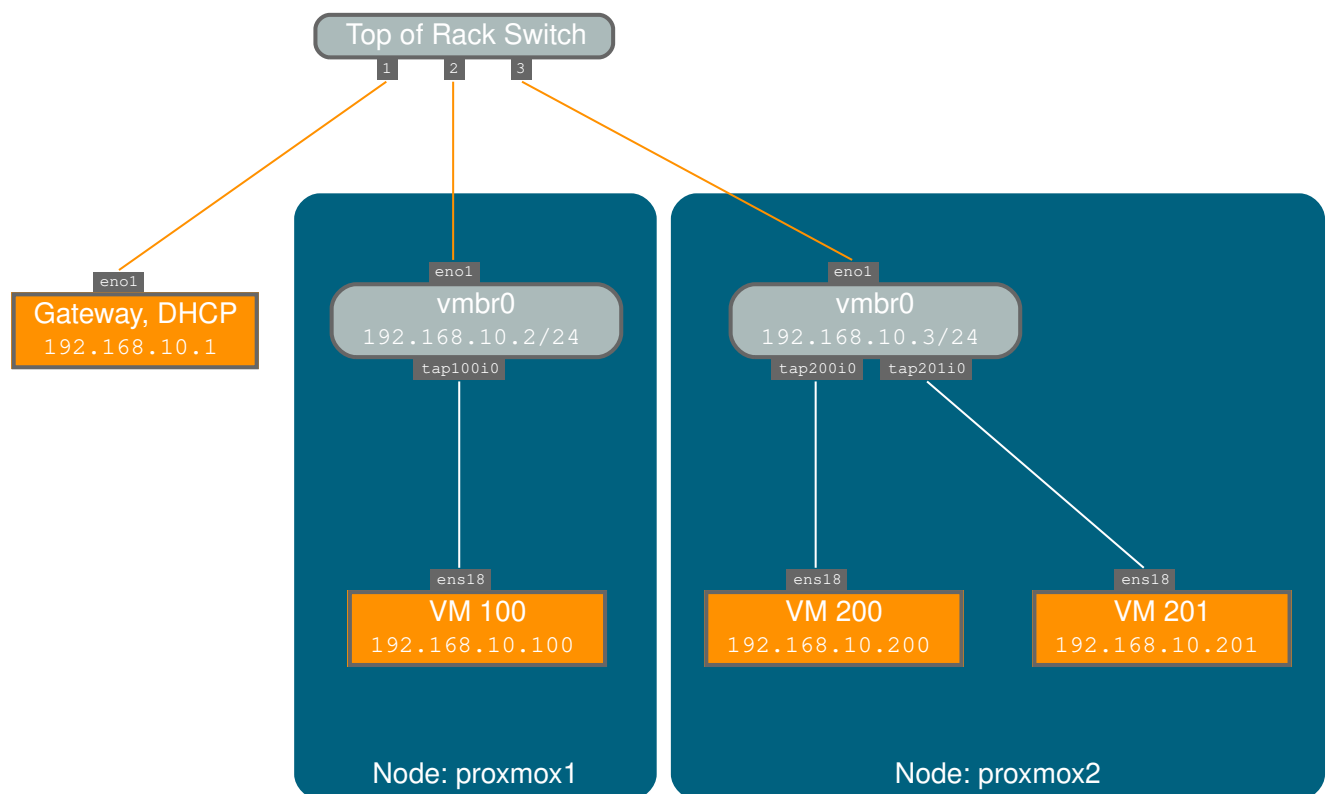 Top of Rack Switch
1 2 3
eno1
Gateway, DHCP
192.168.10.1
eno1
vmbr0
192.168.10.2/24
tap100i0
ens18
VM 100
192.168.10.100
Node: proxmox1
eno1
vmbr0
192.168.10.3/24
tap200i0 tap201i0
ens18
VM 200
192.168.10.200
ens18
VM 201
192.168.10.201
Node: proxmox2